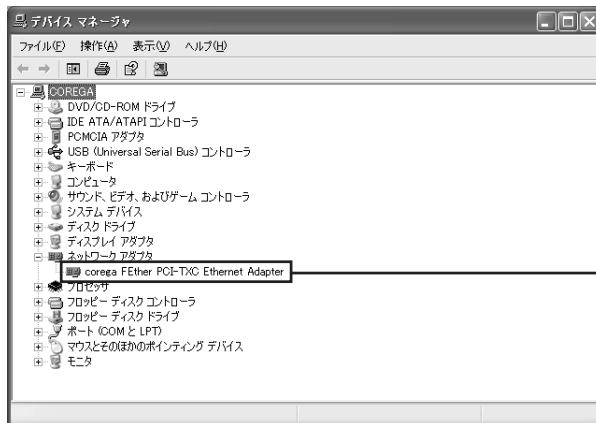 デバイス マネージャ
ファイル(F) 操作(A) 表示(V) ヘルプ(H)
COREGA
DVD/CD-ROM ドライブ
IDE ATA/ATAPI コントローラ
PCMCIA アダプタ
USB (Universal Serial Bus) コントローラ
キーボード
コンピュータ
サウンド、ビデオ、およびゲーム コントローラ
システム デバイス
ディスク ドライブ
ディスプレイ アダプタ
ネットワーク アダプタ
corega FEther PCI-TXC Ethernet Adapter
プロセッサ
フロッピー ディスク コントローラ
フロッピー ディスク ドライブ
ポート (COM と LPT)
マウスとそのほかのポインティング デバイス
モニタ